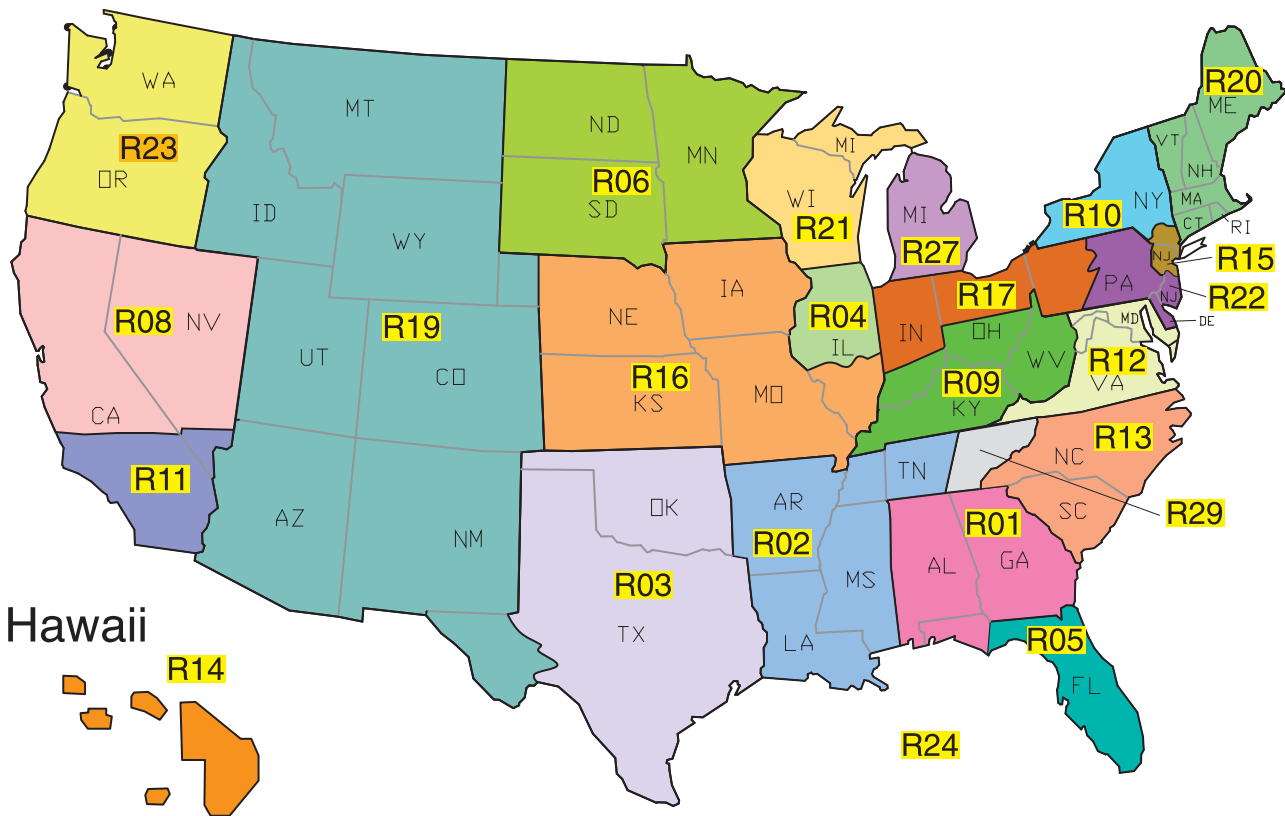 WA
MT
ND
MN
MI
R20
ME
R23
VT
OR
R06
NH
ID
SD
WI
MI
NY
MA
R10
CT
RI
WY
R21
R27
NJ
R15
PA
IA
R17
NJ
R22
R08
NV
R19
NE
R04
DE
MD
OH
IN
IL
UT
WV
R12
CO
R16
R09
VA
KS
MO
KY
CA
R13
NC
R11
TN
AR
SC
R29
OK
AZ
R01
NM
R02
GA
AL
MS
R03
Hawaii
TX
R05
LA
R14
FL
R24